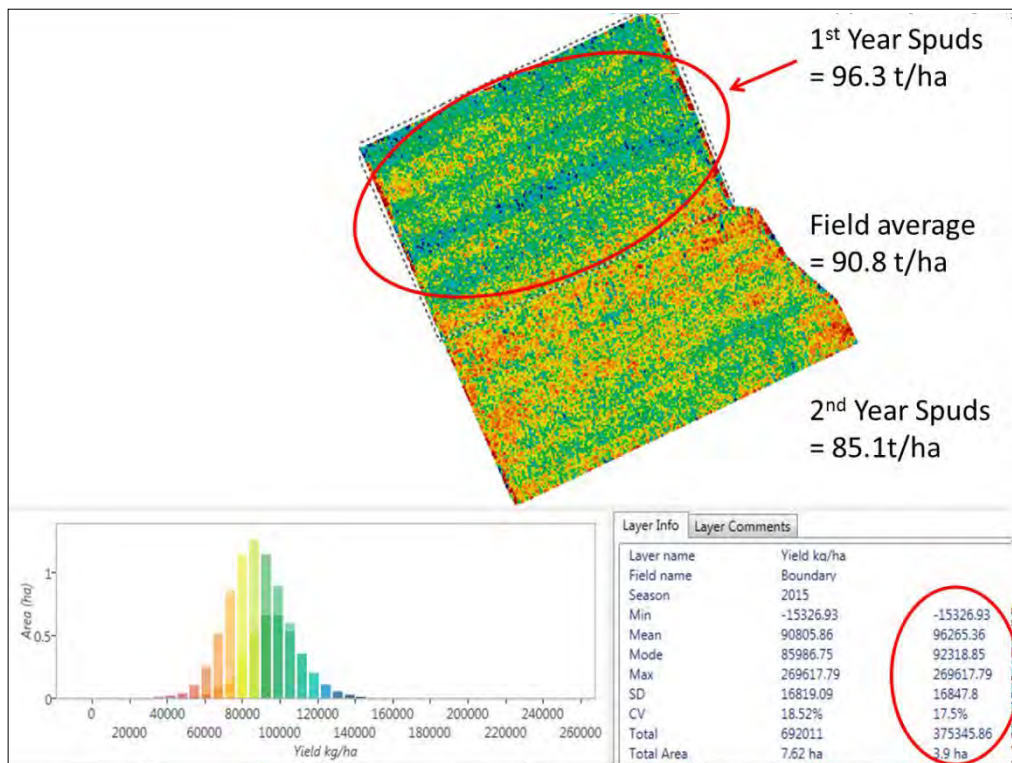 1st Year Spuds
= 96.3 t/ha
Field average
= 90.8 t/ha
2nd Year Spuds
= 85.1t/ha
Area (ha)
1
0.5
0
0 40000 80000 120000 160000 200000 240000
20000 60000 100000 140000 180000 220000 260000
Yield kg/ha
Layer Info Layer Comments
Layer name Yield kg/ha
Field name Boundary
Season 2015
Min -15326.93 -15326.93
Mean 90805.86 96265.36
Mode 85986.75 92318.85
Max 269617.79 269617.79
SD 16819.09 16847.8
CV 18.52% 17.5%
Total 692011 375345.86
Total Area 7.62 ha 3.9 ha